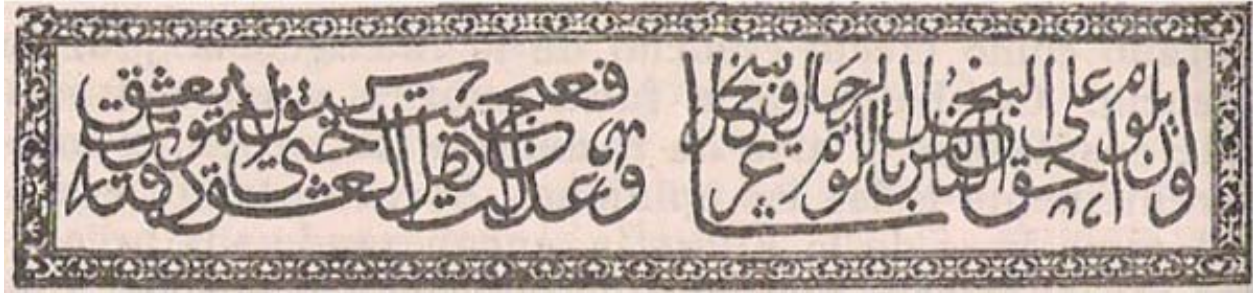 وان احق الناس باللوم شاعر
يلوم على البخل الرجال ويبخل
وعذلت اهل العشق حتى ذقته
فعجبت كيف يموت من لا يعشق